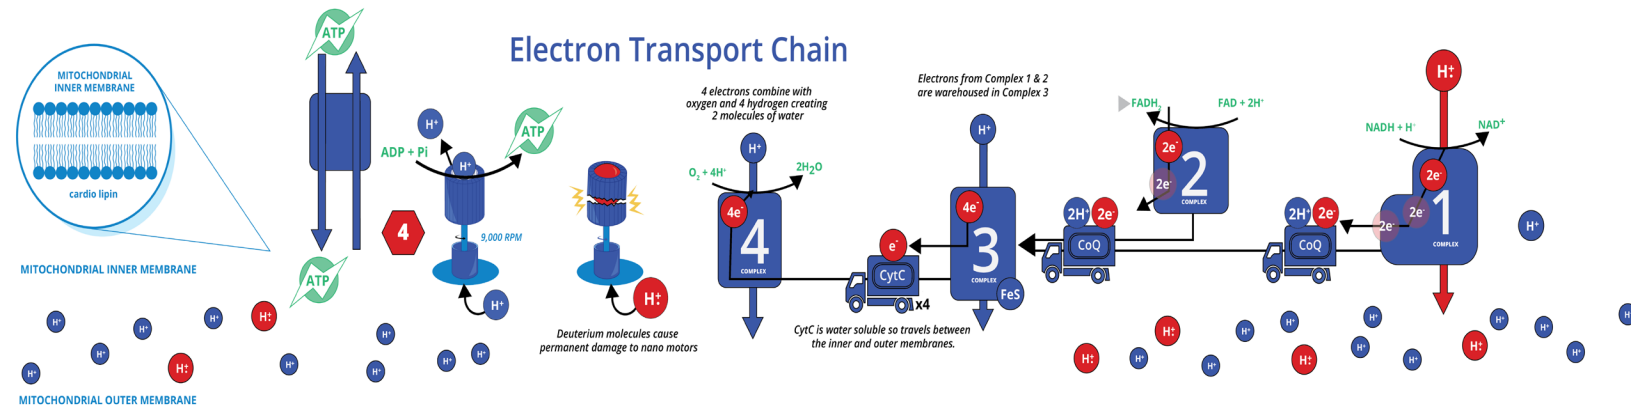 Electron Transport Chain
MITOCHONDRIAL
INNER MEMBRANE
cardio lipin
MITOCHONDRIAL INNER MEMBRANE
MITOCHONDRIAL OUTER MEMBRANE
ATP
ATP
ADP + Pi
H⁺
H⁺
ATP
4
9,000 RPM
H⁺
H:⁺
Deuterium molecules cause
permanent damage to nano motors
4 electrons combine with
oxygen and 4 hydrogen creating
2 molecules of water
H⁺
O₂ + 4H⁺
2H₂O
4e⁻
4
COMPLEX
e⁻
CytC
x4
CytC is water soluble so travels between
the inner and outer membranes.
Electrons from Complex 1 & 2
are warehoused in Complex 3
H⁺
4e⁻
3
COMPLEX
FeS
2H⁺
2e⁻
CoQ
FADH₂
FAD + 2H⁺
2e⁻
2e⁻
2
COMPLEX
2H⁺
2e⁻
CoQ
H:⁺
NADH + H⁺
NAD⁺
2e⁻
2e⁻
2e⁻
1
COMPLEX
H⁺
H⁺
H⁺
H⁺
H⁺
H⁺
H:⁺
H:⁺
H⁺
H⁺
H⁺
H⁺
H⁺
H:⁺
H:⁺
H⁺
H⁺
H⁺
H⁺
H:⁺
H⁺
H⁺
H⁺
H:⁺
H⁺
H⁺
H⁺
H⁺